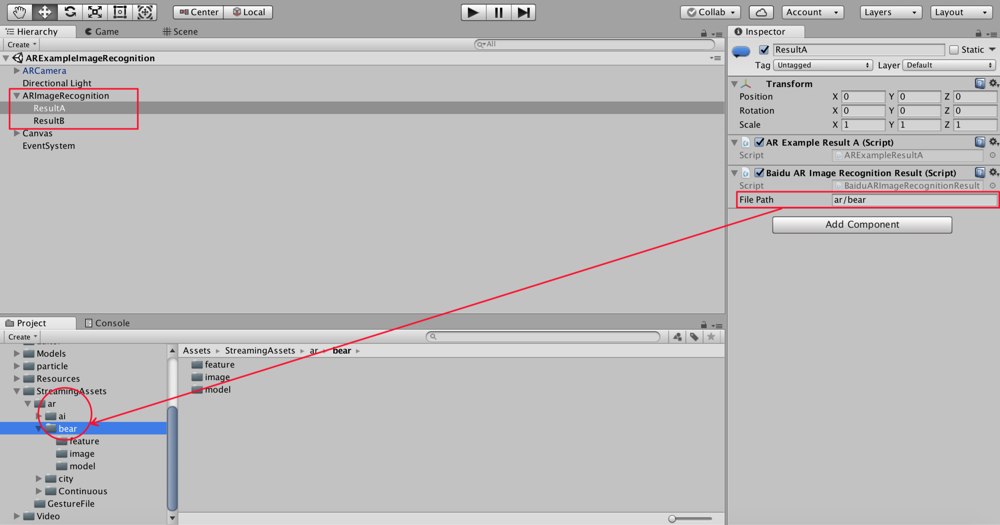 Center Local Collab Account Layers Layout
Hierarchy Game Scene
Create All
ARExampleImageRecognition
ARCamera
Directional Light
ARImageRecognition
ResultA
ResultB
Canvas
EventSystem
Inspector
ResultA Static
Tag Untagged Layer Default
Transform
Position X 0 Y 0 Z 0
Rotation X 0 Y 0 Z 0
Scale X 1 Y 1 Z 1
AR Example Result A (Script)
Script ARExampleResultA
Baidu AR Image Recognition Result (Script)
Script BaiduARImageRecognitionResult
File Path ar/bear
Add Component
Project Console
Create
Models
particle
Resources
StreamingAssets
ar
ai
bear
feature
image
model
city
Continuous
GestureFile
Video
Assets StreamingAssets ar bear
feature
image
model